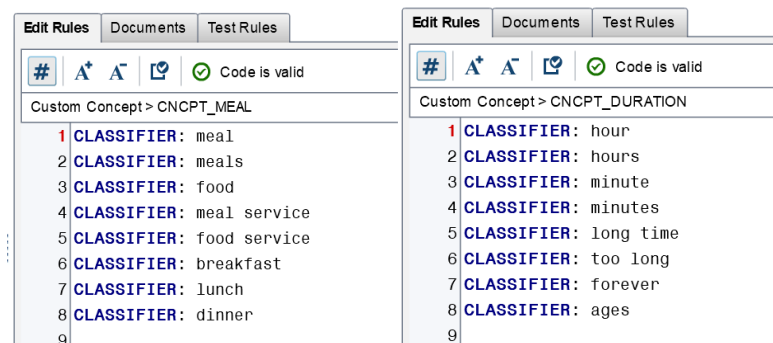 Edit Rules Documents Test Rules
# A+ A- Code is valid
Custom Concept > CNCPT_MEAL
1 CLASSIFIER: meal
2 CLASSIFIER: meals
3 CLASSIFIER: food
4 CLASSIFIER: meal service
5 CLASSIFIER: food service
6 CLASSIFIER: breakfast
7 CLASSIFIER: lunch
8 CLASSIFIER: dinner
9
Edit Rules Documents Test Rules
# A+ A- Code is valid
Custom Concept > CNCPT_DURATION
1 CLASSIFIER: hour
2 CLASSIFIER: hours
3 CLASSIFIER: minute
4 CLASSIFIER: minutes
5 CLASSIFIER: long time
6 CLASSIFIER: too long
7 CLASSIFIER: forever
8 CLASSIFIER: ages
9